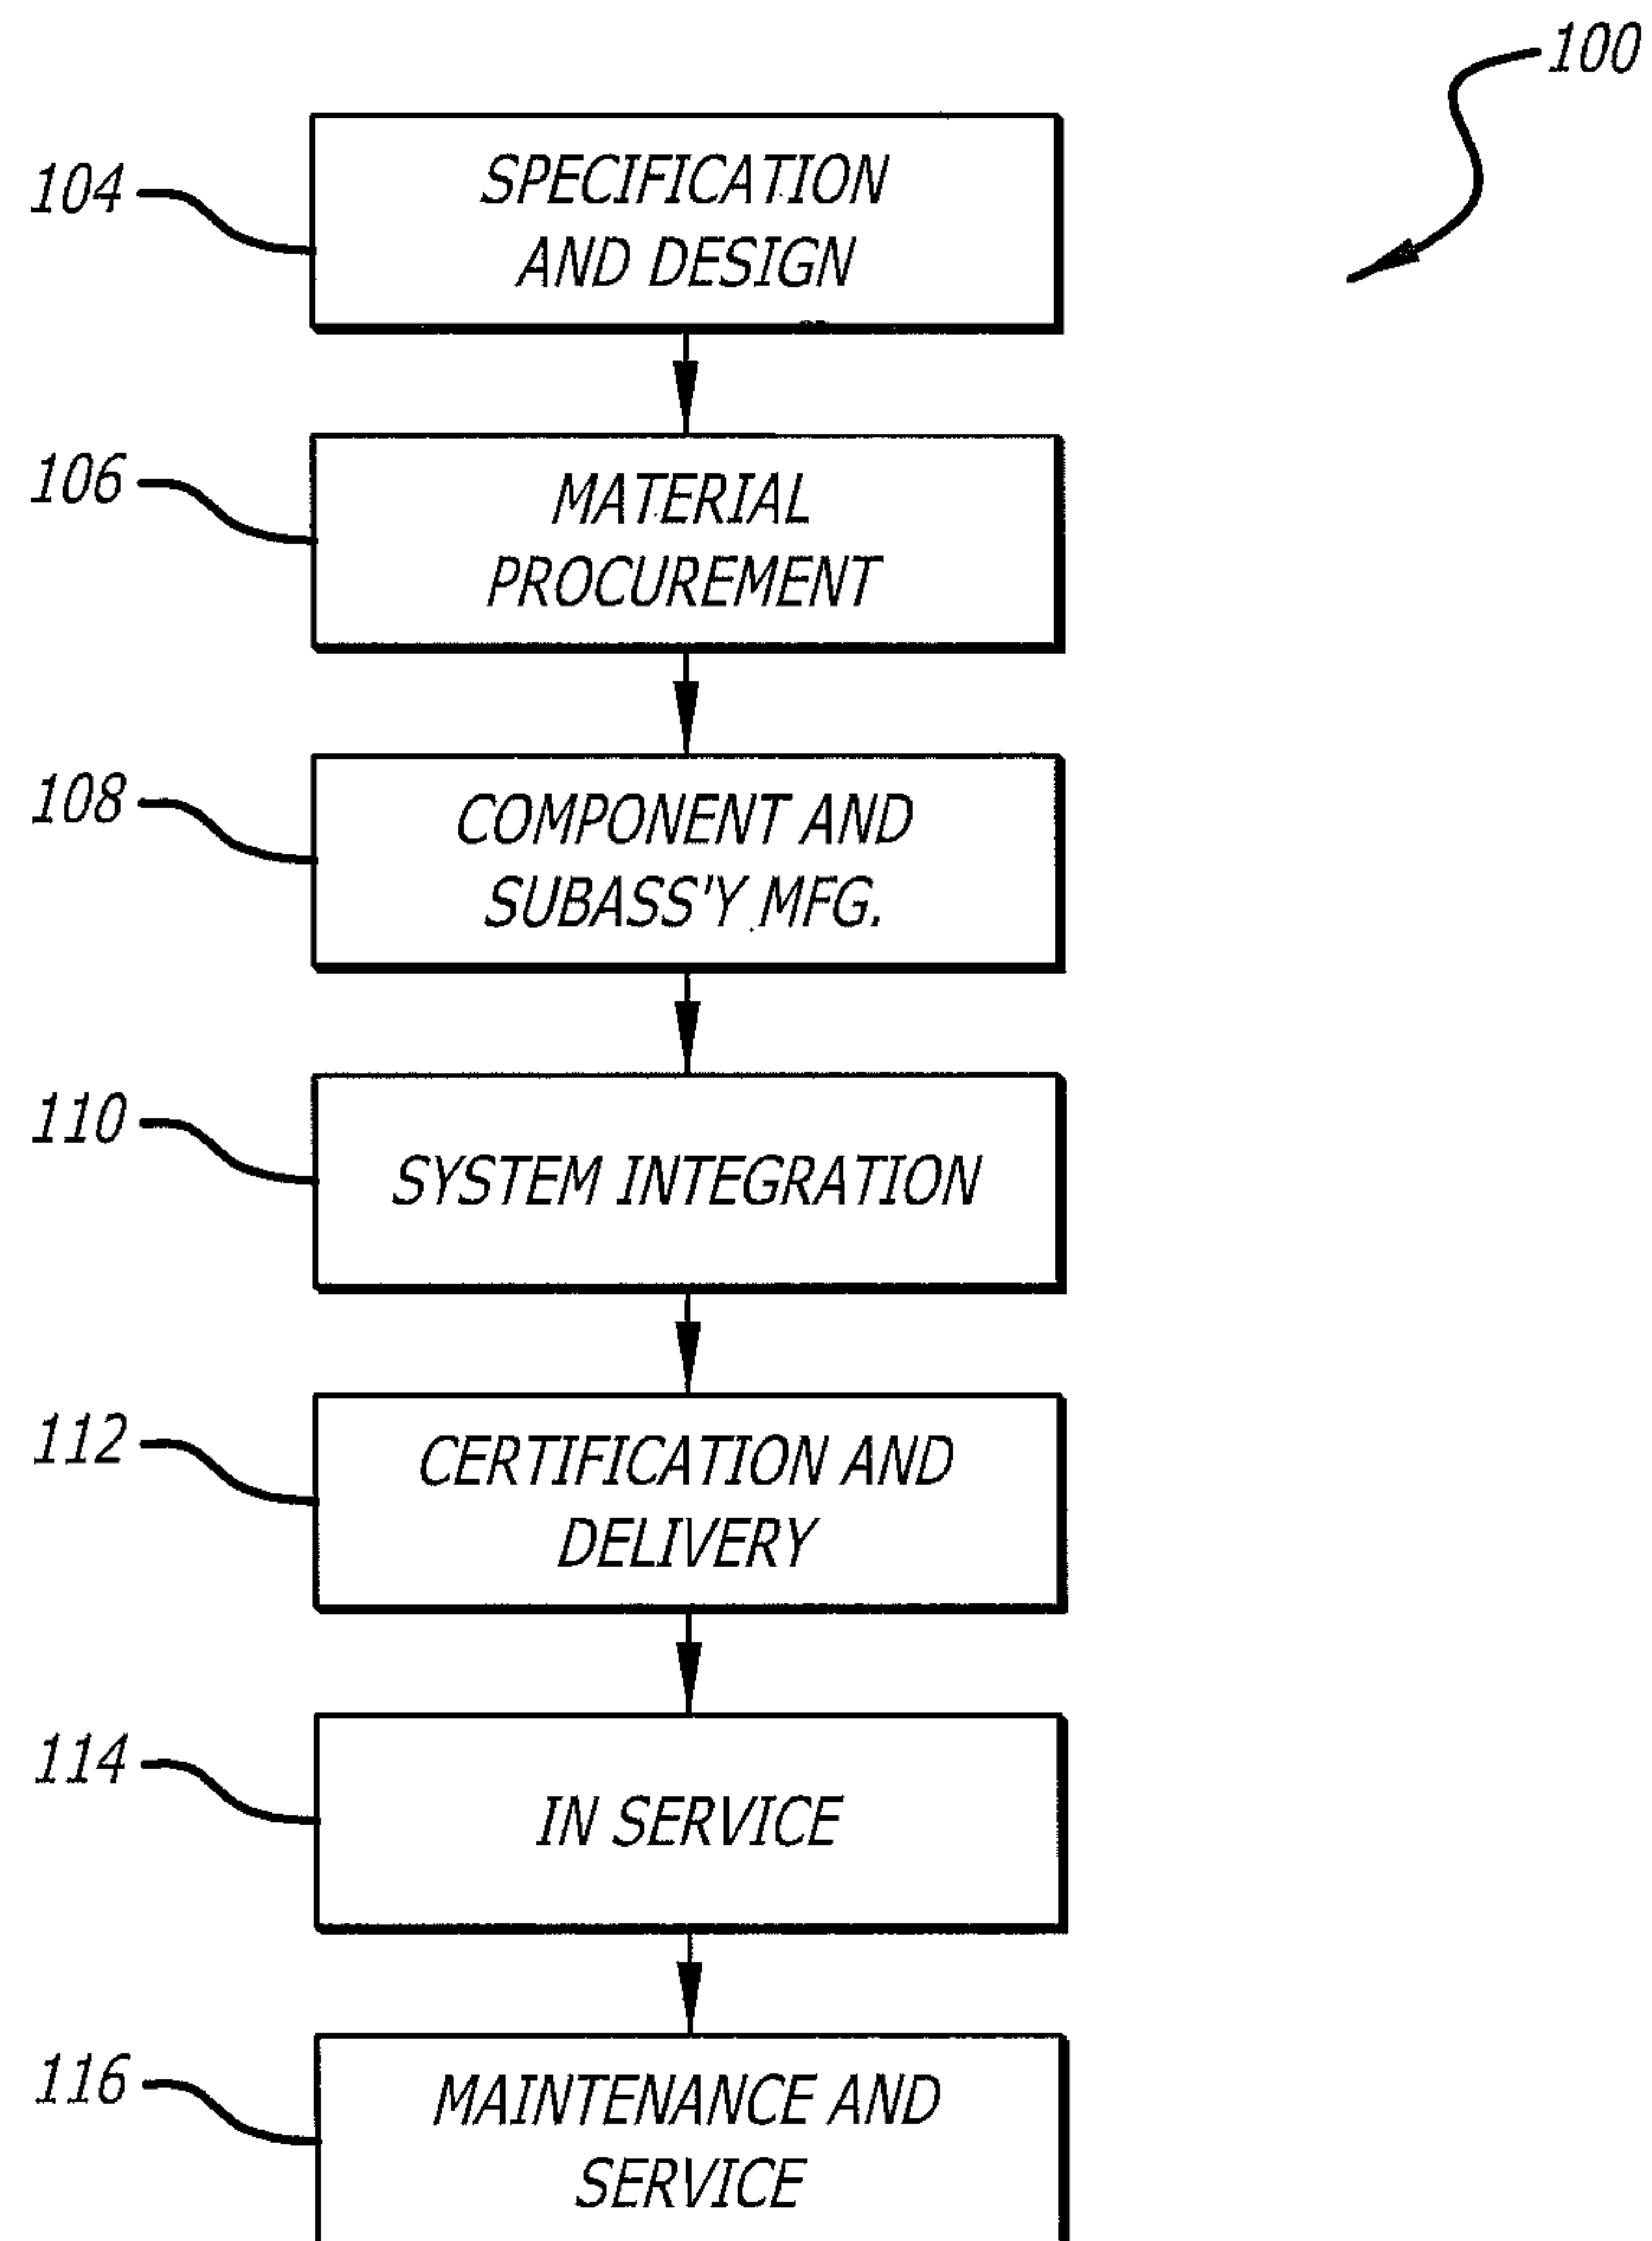 100
104
SPECIFICATION
AND DESIGN
106
MATERIAL
PROCUREMENT
108
COMPONENT AND
SUBASS'Y MFG.
110
SYSTEM INTEGRATION
112
CERTIFICATION AND
DELIVERY
114
IN SERVICE
116
MAINTENANCE AND
SERVICE